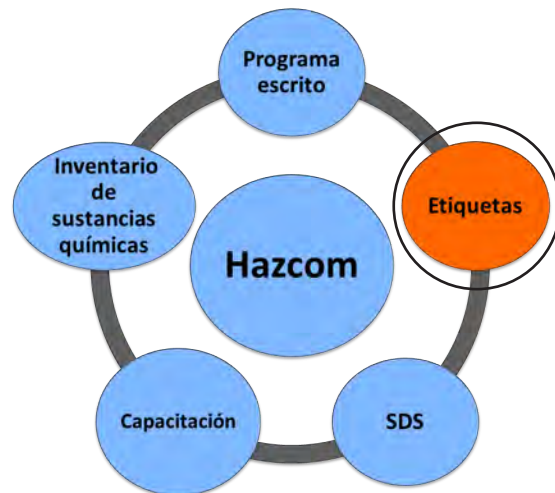 Programa
escrito
Etiquetas
SDS
Capacitación
Inventario
de
sustancias
químicas
Hazcom